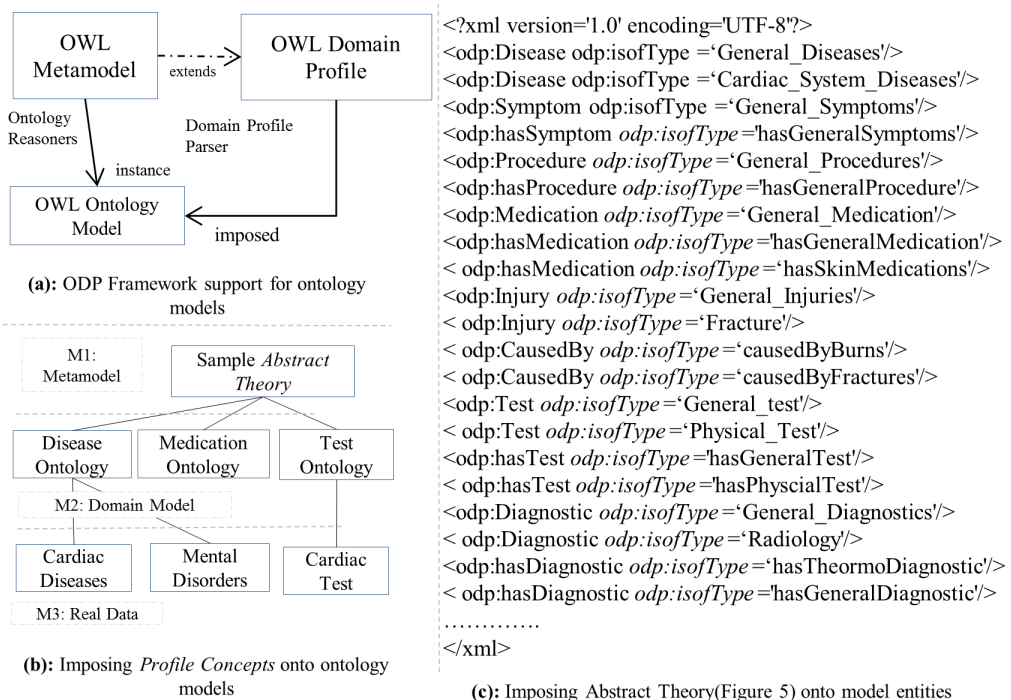 OWL
Metamodel
extends
OWL Domain
Profile
Ontology
Reasoners
Domain Profile
Parser
instance
OWL Ontology
Model
imposed
(a): ODP Framework support for ontology
models
M1:
Metamodel
Sample Abstract
Theory
Disease
Ontology
Medication
Ontology
Test
Ontology
M2: Domain Model
Cardiac
Diseases
Mental
Disorders
Cardiac
Test
M3: Real Data
(b): Imposing Profile Concepts onto ontology
models
<?xml version='1.0' encoding='UTF-8'?>
<odp:Disease odp:isofType =‘General_Diseases'/>
<odp:Disease odp:isofType =‘Cardiac_System_Diseases'/>
<odp:Symptom odp:isofType =‘General_Symptoms'/>
<odp:hasSymptom odp:isofType='hasGeneralSymptoms'/>
<odp:Procedure odp:isofType=‘General_Procedures'/>
<odp:hasProcedure odp:isofType='hasGeneralProcedure'/>
<odp:Medication odp:isofType=‘General_Medication'/>
<odp:hasMedication odp:isofType='hasGeneralMedication'/>
< odp:hasMedication odp:isofType=‘hasSkinMedications'/>
<odp:Injury odp:isofType=‘General_Injuries'/>
< odp:Injury odp:isofType=‘Fracture'/>
< odp:CausedBy odp:isofType=‘causedByBurns'/>
< odp:CausedBy odp:isofType=‘causedByFractures'/>
<odp:Test odp:isofType=‘General_test'/>
< odp:Test odp:isofType=‘Physical_Test'/>
<odp:hasTest odp:isofType='hasGeneralTest'/>
< odp:hasTest odp:isofType='hasPhyscialTest'/>
<odp:Diagnostic odp:isofType=‘General_Diagnostics'/>
< odp:Diagnostic odp:isofType=‘Radiology'/>
<odp:hasDiagnostic odp:isofType=‘hasTheormoDiagnostic'/>
< odp:hasDiagnostic odp:isofType='hasGeneralDiagnostic'/>
………….
</xml>
(c): Imposing Abstract Theory(Figure 5) onto model entities